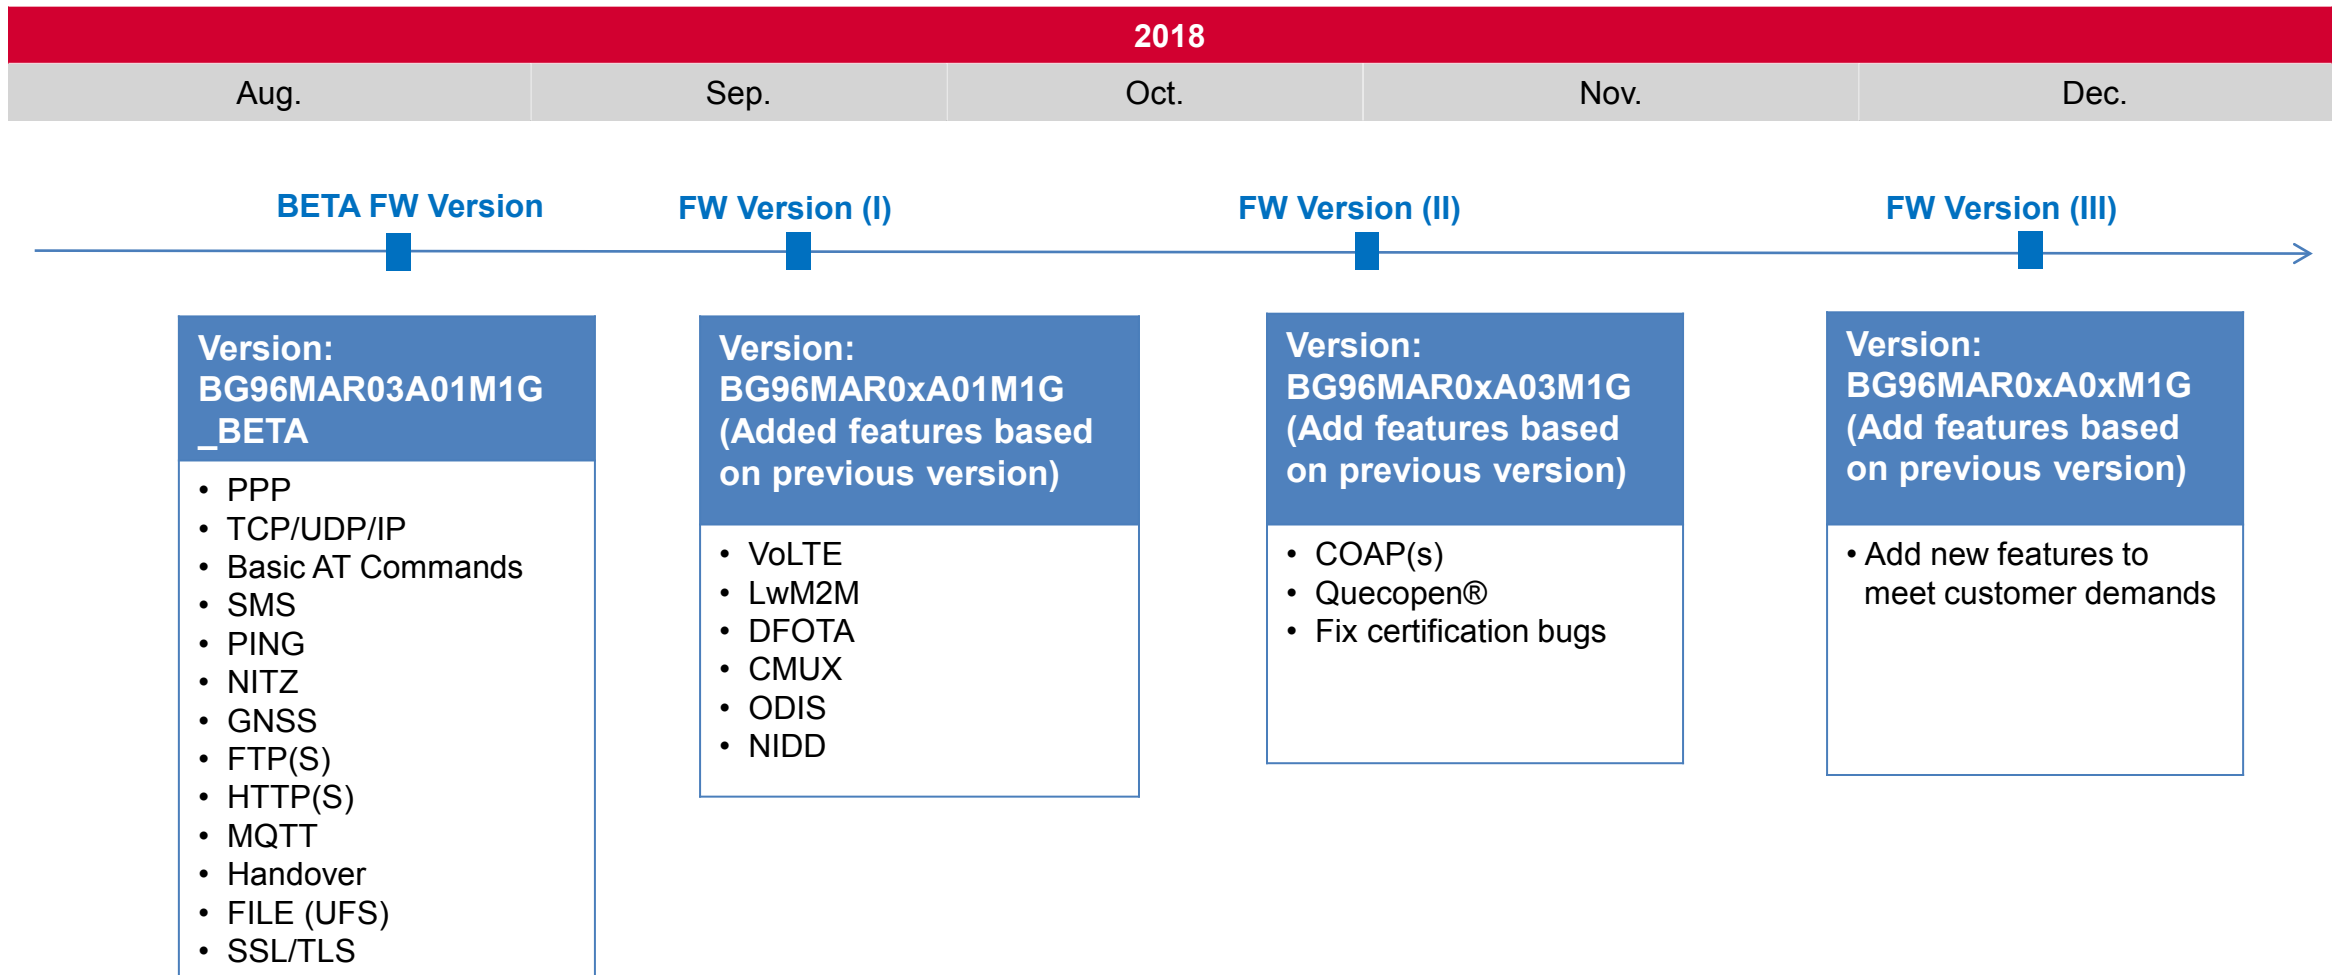 2018
Aug.
Sep.
Oct.
Nov.
Dec.
BETA FW Version
FW Version (I)
FW Version (II)
FW Version (III)
Version:
BG96MAR03A01M1G
_BETA
• PPP
• TCP/UDP/IP
• Basic AT Commands
• SMS
• PING
• NITZ
• GNSS
• FTP(S)
• HTTP(S)
• MQTT
• Handover
• FILE (UFS)
• SSL/TLS
Version:
BG96MAR0xA01M1G
(Added features based
on previous version)
• VoLTE
• LwM2M
• DFOTA
• CMUX
• ODIS
• NIDD
Version:
BG96MAR0xA03M1G
(Add features based
on previous version)
• COAP(s)
• Quecopen®
• Fix certification bugs
Version:
BG96MAR0xA0xM1G
(Add features based
on previous version)
• Add new features to
meet customer demands